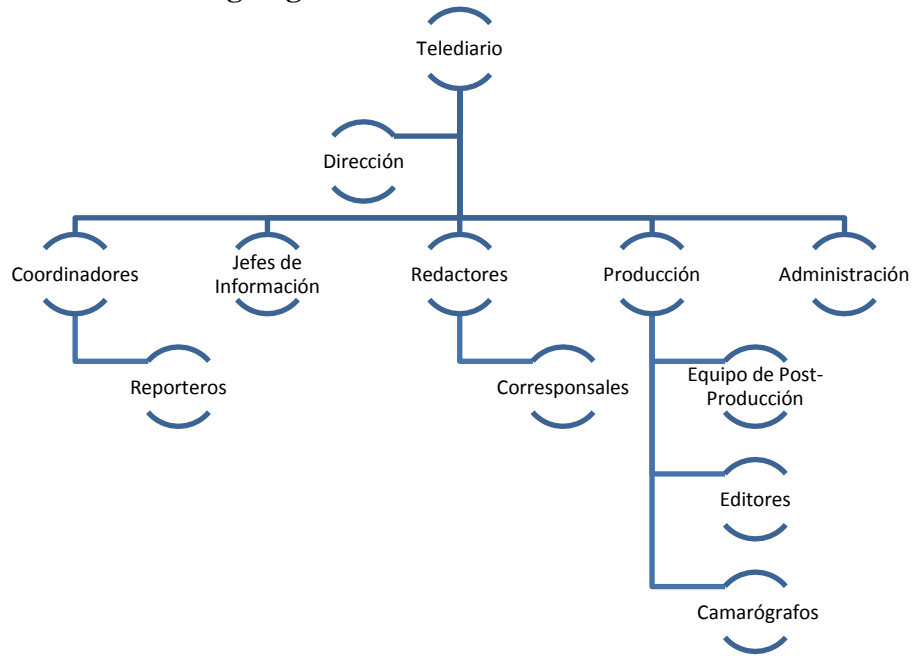 Telediario
Dirección
Coordinadores
Jefes de
Información
Redactores
Producción
Administración
Reporteros
Corresponsales
Equipo de Post-
Producción
Editores
Camarógrafos